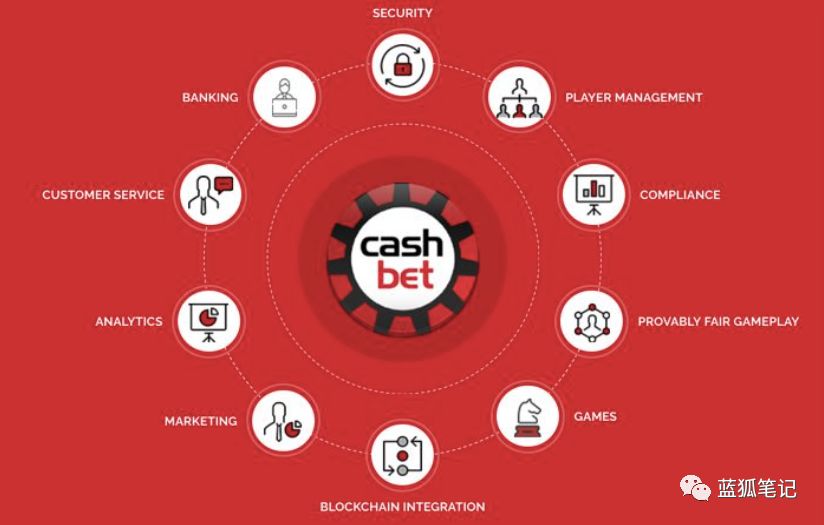 SECURITY
BANKING
PLAYER MANAGEMENT
CUSTOMER SERVICE
COMPLIANCE
cash
bet
ANALYTICS
PROVABLY FAIR GAMEPLAY
MARKETING
GAMES
BLOCKCHAIN INTEGRATION
蓝狐笔记